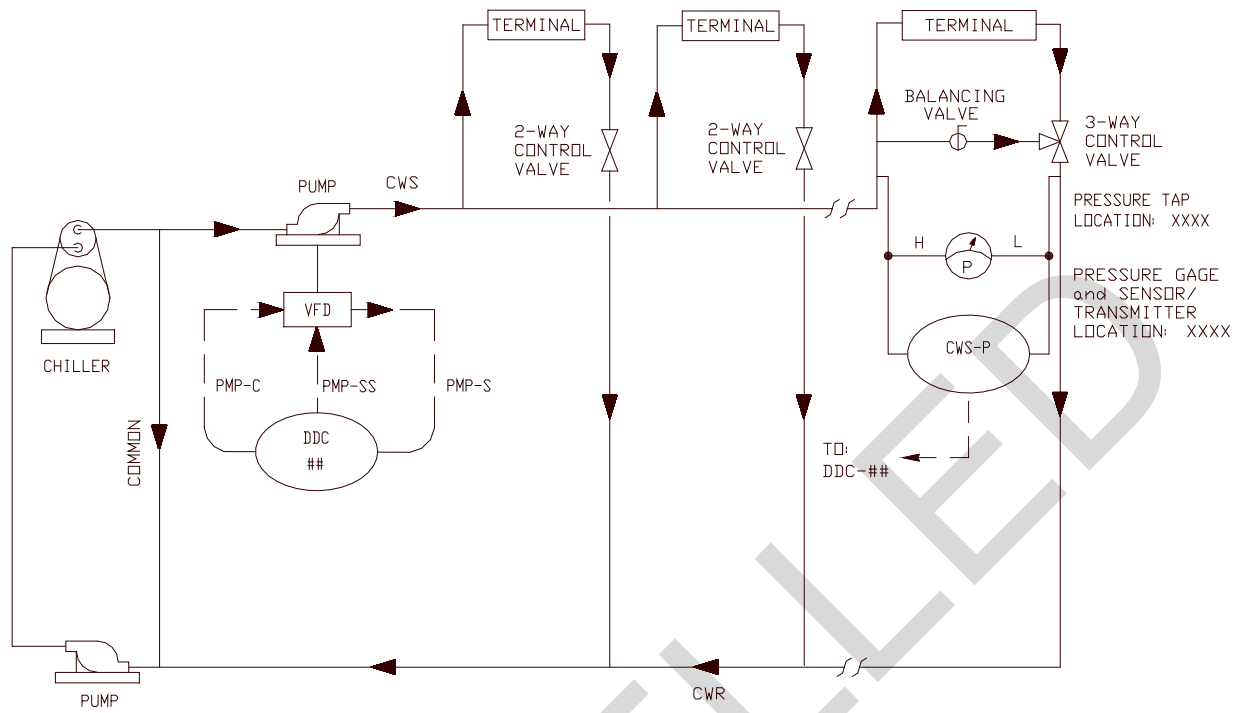 TERMINAL
TERMINAL
TERMINAL
BALANCING
VALVE
2-WAY
CONTROL
VALVE
2-WAY
CONTROL
VALVE
3-WAY
CONTROL
VALVE
PUMP
CWS
PRESSURE TAP
LOCATION: XXXX
H
L
P
PRESSURE GAGE
and SENSOR/
TRANSMITTER
LOCATION: XXXX
VFD
CWS-P
CHILLER
PMP-C
PMP-SS
PMP-S
COMMON
DDC
##
TO:
DDC-##
CWR
PUMP